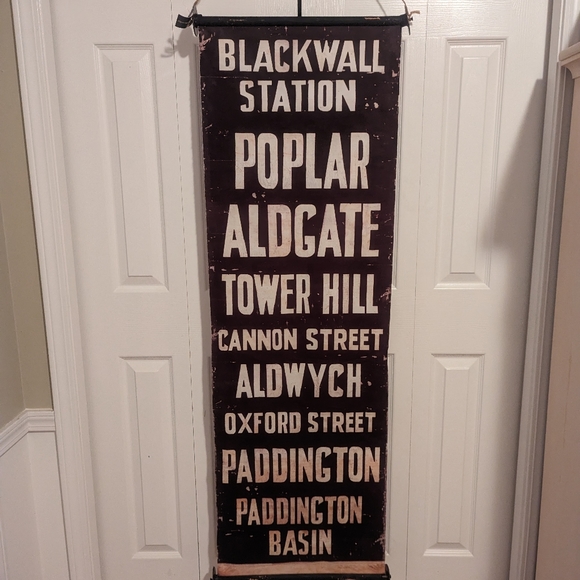 BLACKWALL
STATION
POPLAR
ALDGATE
TOWER HILL
CANNON STREET
ALDWYCH
OXFORD STREET
PADDINGTON
PADDINGTON
BASIN